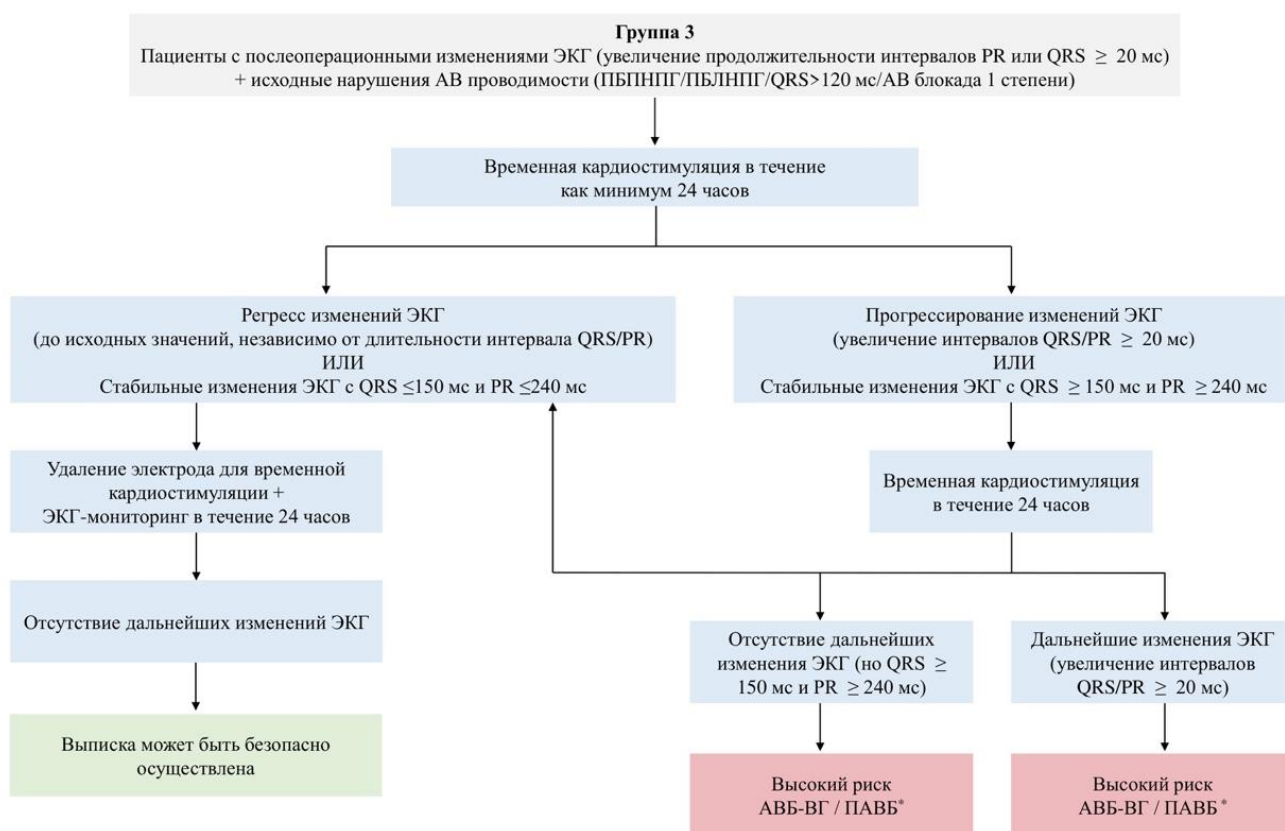 Группа 3
Пациенты с послеоперационными изменениями ЭКГ (увеличение продолжительности интервалов PR или QRS ≥ 20 мс)
+ исходные нарушения АВ проводимости (ПБПНПГ/ПБЛНПГ/QRS>120 мс/АВ блокада 1 степени)
Временная кардиостимуляция в течение
как минимум 24 часов
Регресс изменений ЭКГ
(до исходных значений, независимо от длительности интервала QRS/PR)
ИЛИ
Стабильные изменения ЭКГ с QRS ≤150 мс и PR ≤240 мс
Прогрессирование изменений ЭКГ
(увеличение интервалов QRS/PR ≥ 20 мс)
ИЛИ
Стабильные изменения ЭКГ с QRS ≥ 150 мс и PR ≥ 240 мс
Удаление электрода для временной
кардиостимуляции +
ЭКГ-мониторинг в течение 24 часов
Временная кардиостимуляция
в течение 24 часов
Отсутствие дальнейших изменений ЭКГ
Отсутствие дальнейших
изменения ЭКГ (но QRS ≥
150 мс и PR ≥ 240 мс)
Дальнейшие изменения ЭКГ
(увеличение интервалов
QRS/PR ≥ 20 мс)
Выписка может быть безопасно
осуществлена
Высокий риск
АВБ-ВГ / ПАВБ*
Высокий риск
АВБ-ВГ / ПАВБ *